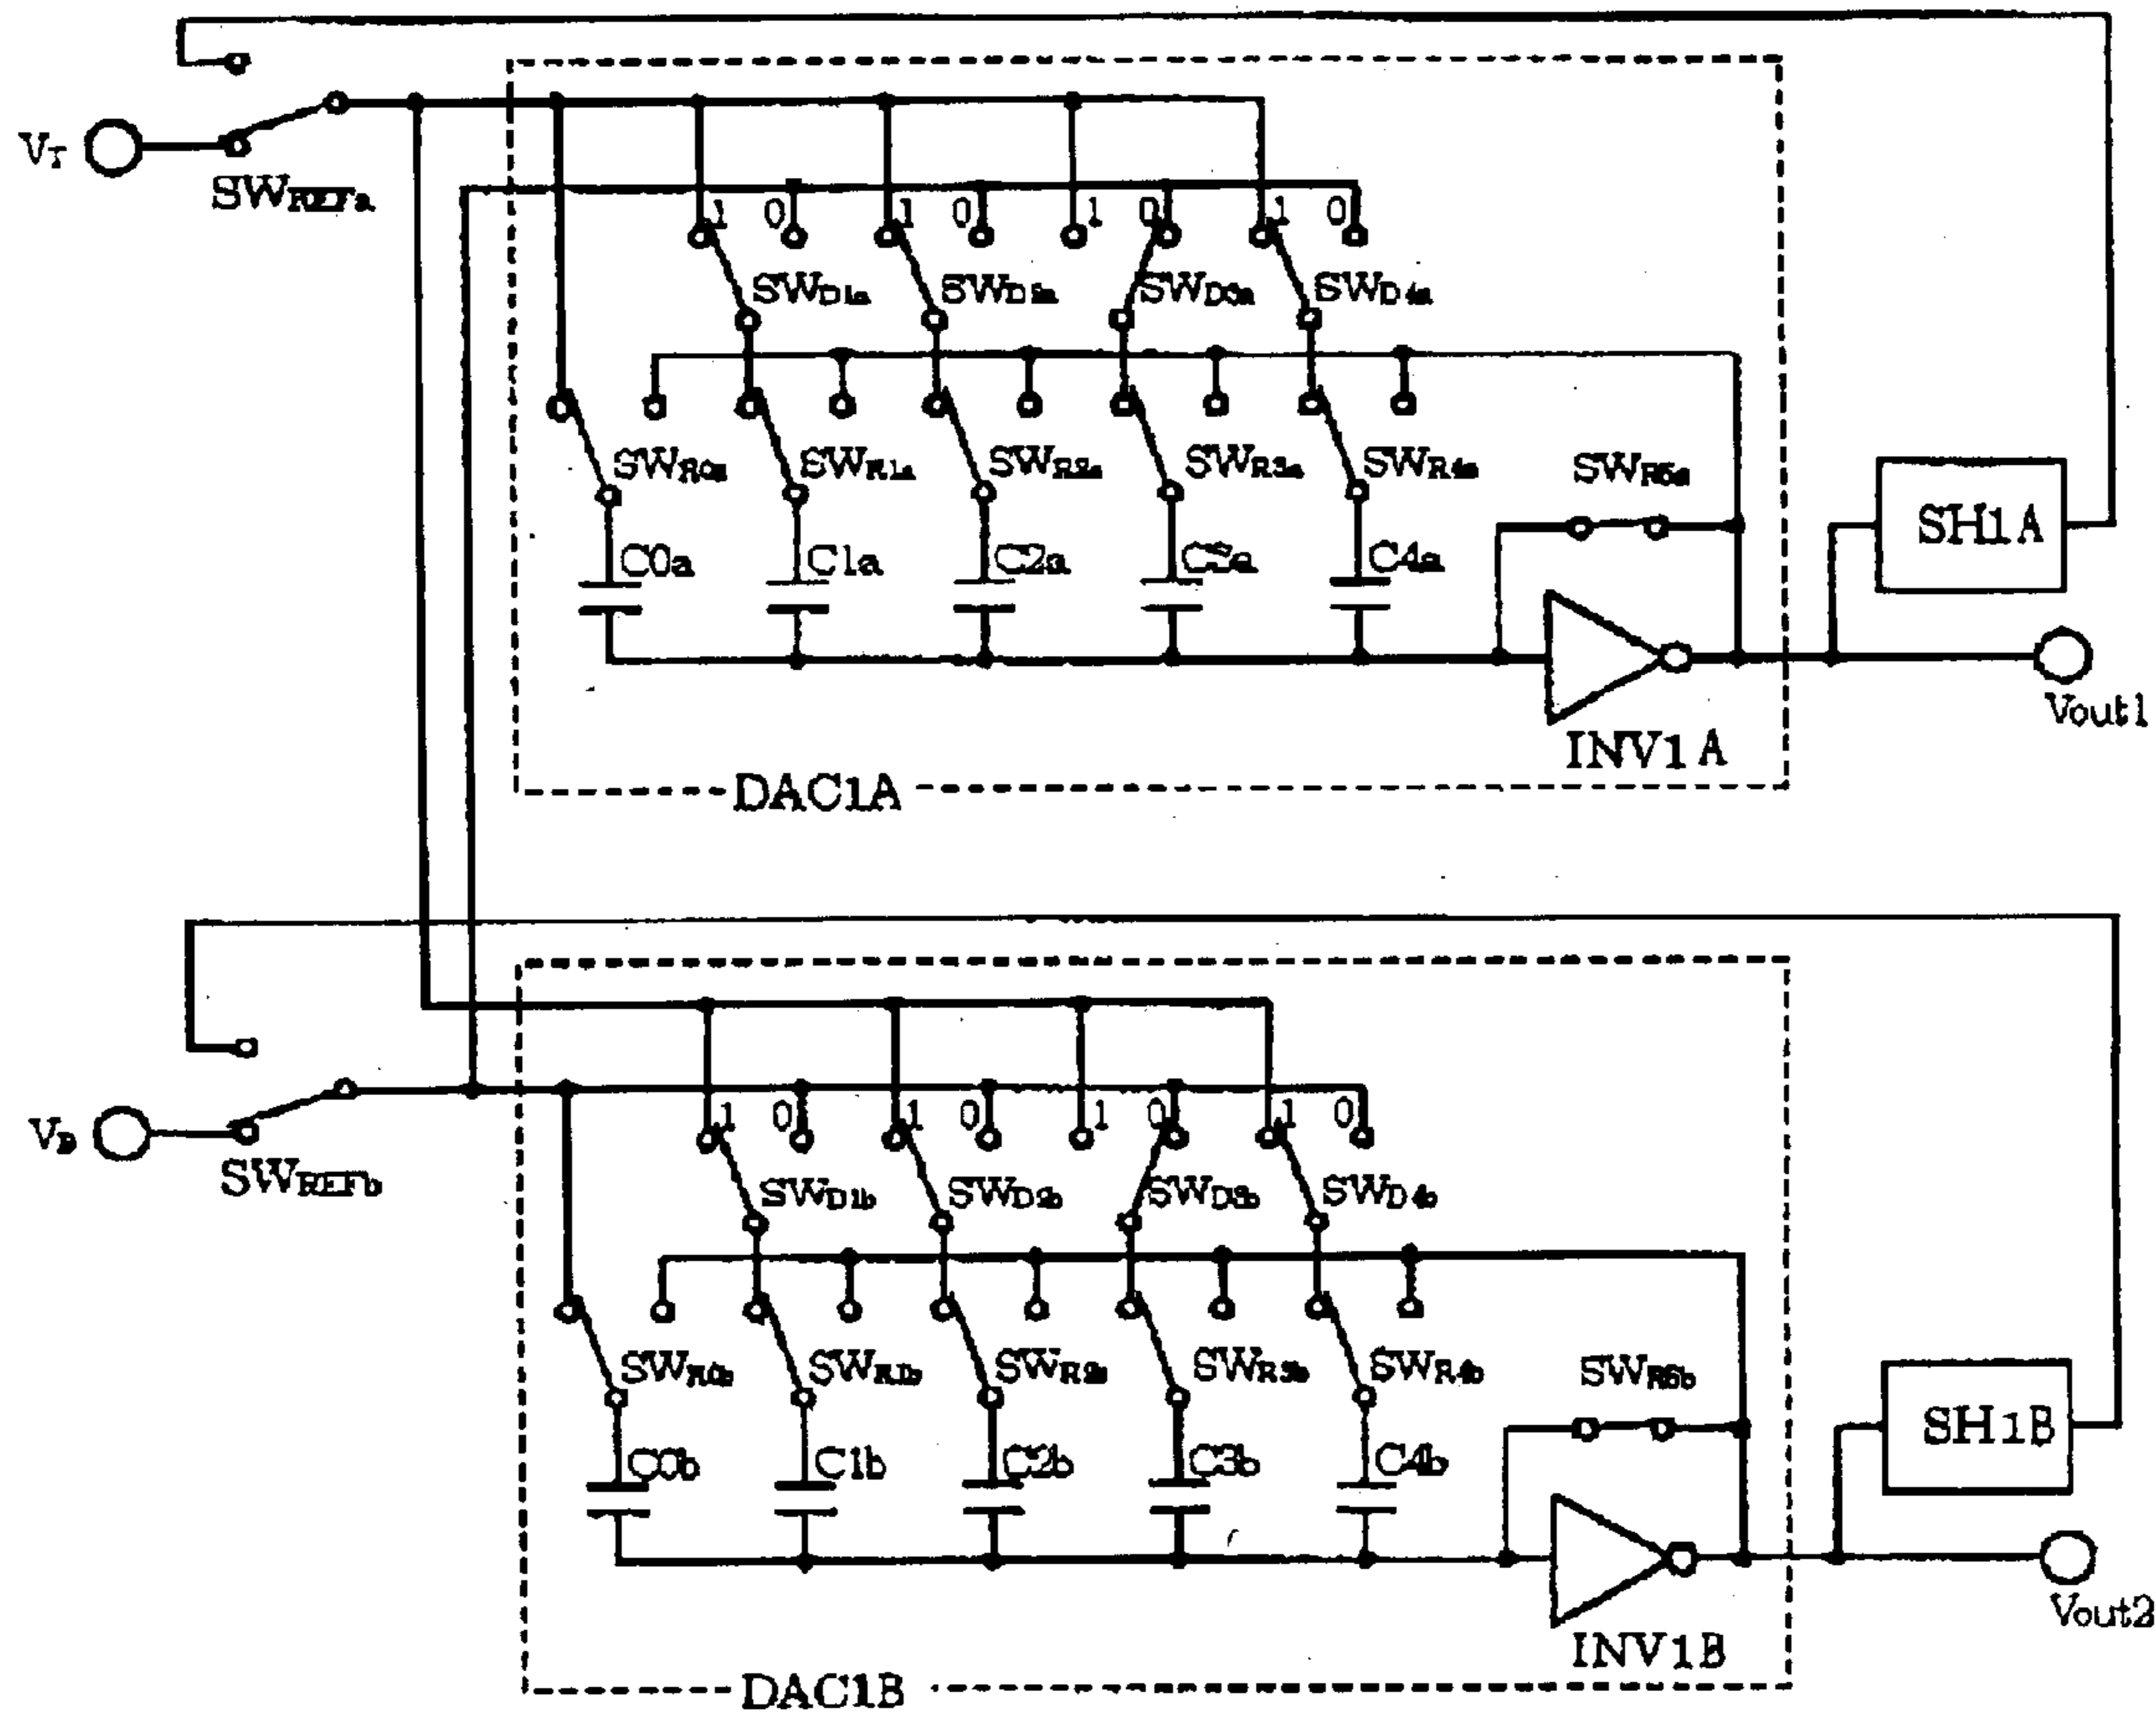 VT
SWREFa
1 0 1 0 1 0 1 0
SWD1a SWD2a SWD3a SWD4a
SWR0a SWR1a SWR2a SWR3a SWR4a SWR5a
C0a C1a C2a C3a C4a
SH1A
Vout1
INV1A
DAC1A
VB
SWREFb
1 0 1 0 1 0 1 0
SWD1b SWD2b SWD3b SWD4b
SWR0b SWR1b SWR2b SWR3b SWR4b SWR5b
C0b C1b C2b C3b C4b
SH1B
Vout2
INV1B
DAC1B